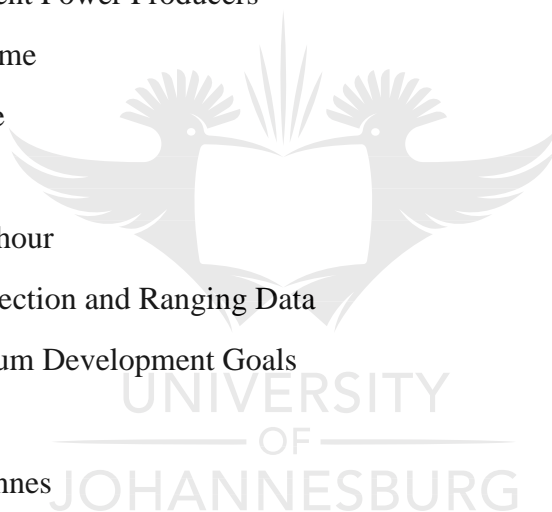 ent Power Producers
me
e
hour
ection and Ranging Data
um Development Goals
UNIVERSITY
OF
nnes
JOHANNESBURG